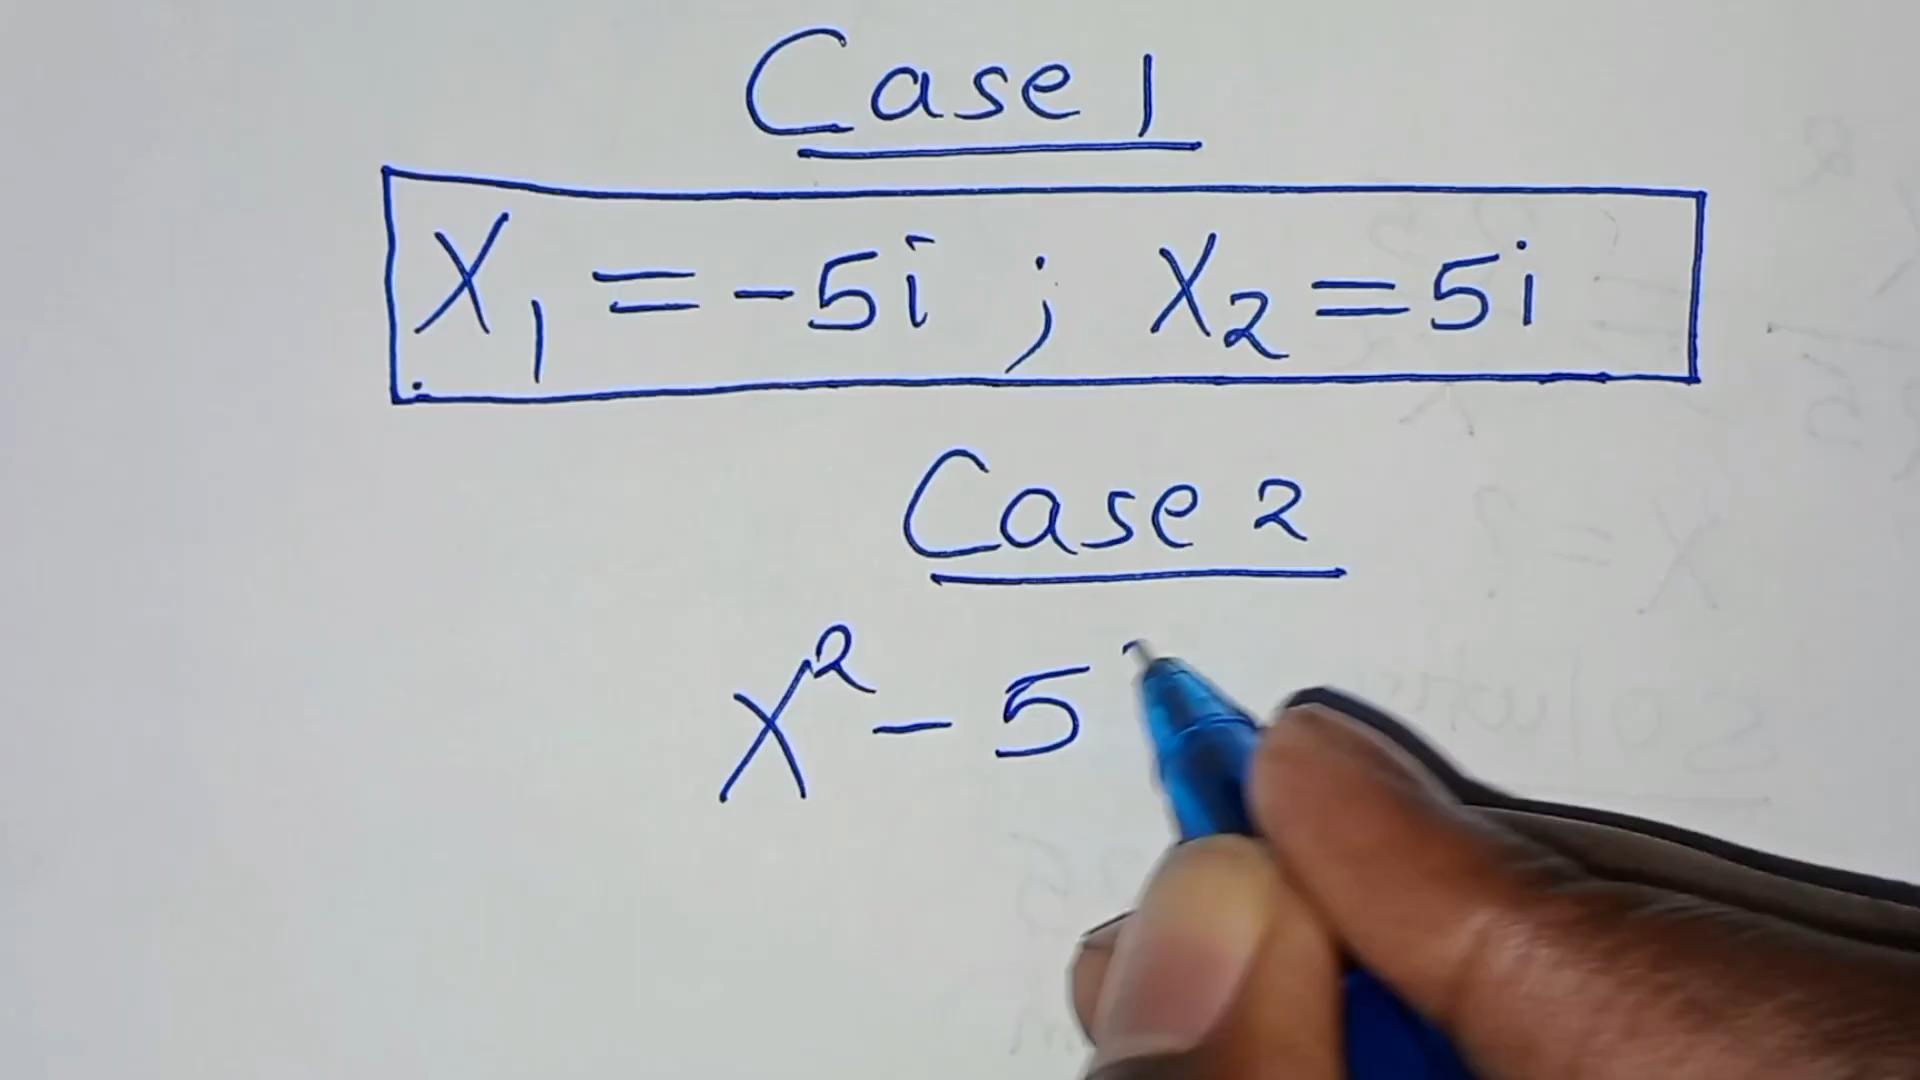 Case 1
X₁ = -5i ; X₂ = 5i
Case 2
X² - 5